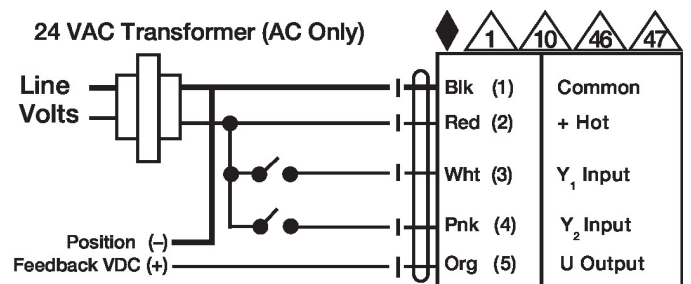 24 VAC Transformer (AC Only)
1 10 46 47
Line Volts
Blk (1) Common
Red (2) + Hot
Wht (3) Y1 Input
Pnk (4) Y2 Input
Position (–)
Feedback VDC (+)
Org (5) U Output